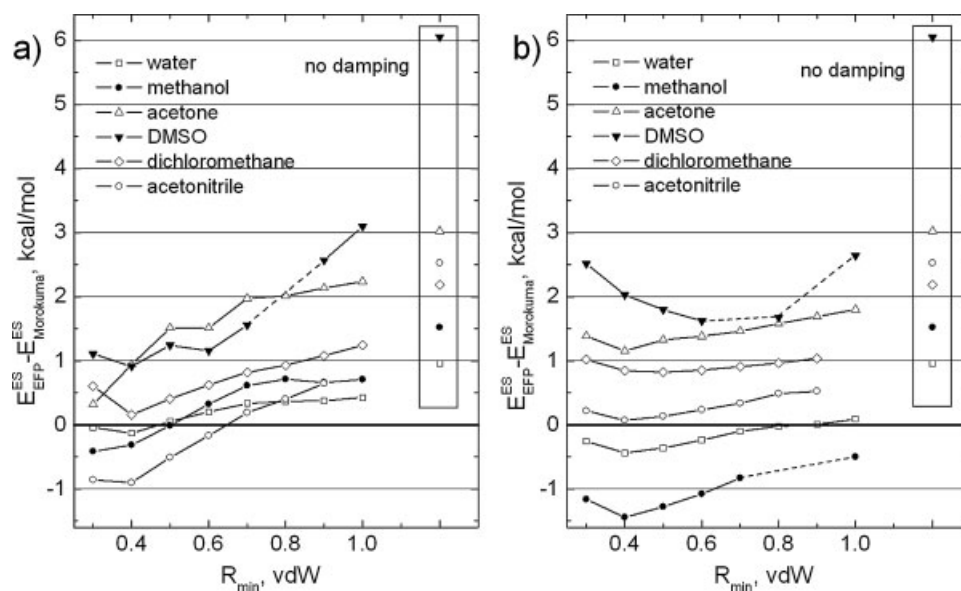 a)
6
5
4
3
2
1
0
-1
E^ES_EFP-E^ES_Morokuma, kcal/mol
water
methanol
acetone
DMSO
dichloromethane
acetonitrile
no damping
0.4 0.6 0.8 1.0
R_min, vdW
b)
6
5
4
3
2
1
0
-1
E^ES_EFP-E^ES_Morokuma, kcal/mol
water
methanol
acetone
DMSO
dichloromethane
acetonitrile
no damping
0.4 0.6 0.8 1.0
R_min, vdW